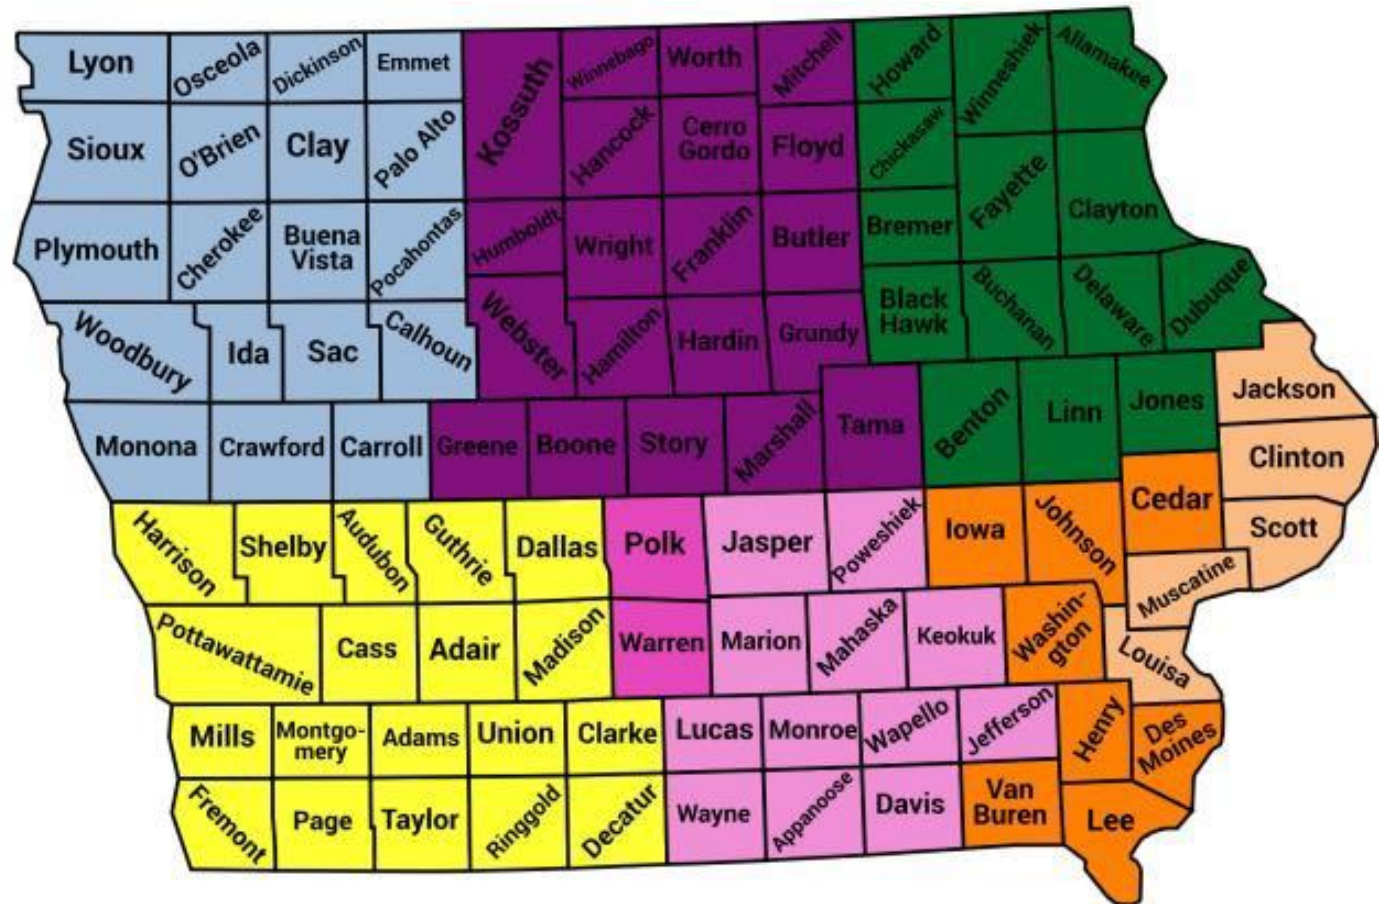 Lyon
Osceola
Dickinson
Emmet
Kossuth
Winnebago
Worth
Mitchell
Howard
Winneshiek
Allamakee
Sioux
O'Brien
Clay
Palo Alto
Hancock
Cerro
Gordo
Floyd
Chickasaw
Fayette
Clayton
Plymouth
Cherokee
Buena
Vista
Pocahontas
Humboldt
Wright
Franklin
Butler
Bremer
Woodbury
Ida
Sac
Calhoun
Webster
Hamilton
Hardin
Grundy
Black
Hawk
Buchanan
Delaware
Dubuque
Monona
Crawford
Carroll
Greene
Boone
Story
Marshall
Tama
Benton
Linn
Jones
Jackson
Clinton
Harrison
Shelby
Audubon
Guthrie
Dallas
Polk
Jasper
Poweshiek
Iowa
Johnson
Cedar
Scott
Muscatine
Pottawattamie
Cass
Adair
Madison
Warren
Marion
Mahaska
Keokuk
Washin-
gton
Louisa
Mills
Montgo-
mery
Adams
Union
Clarke
Lucas
Monroe
Wapello
Jefferson
Henry
Des
Moines
Fremont
Page
Taylor
Ringgold
Decatur
Wayne
Appanoose
Davis
Van
Buren
Lee